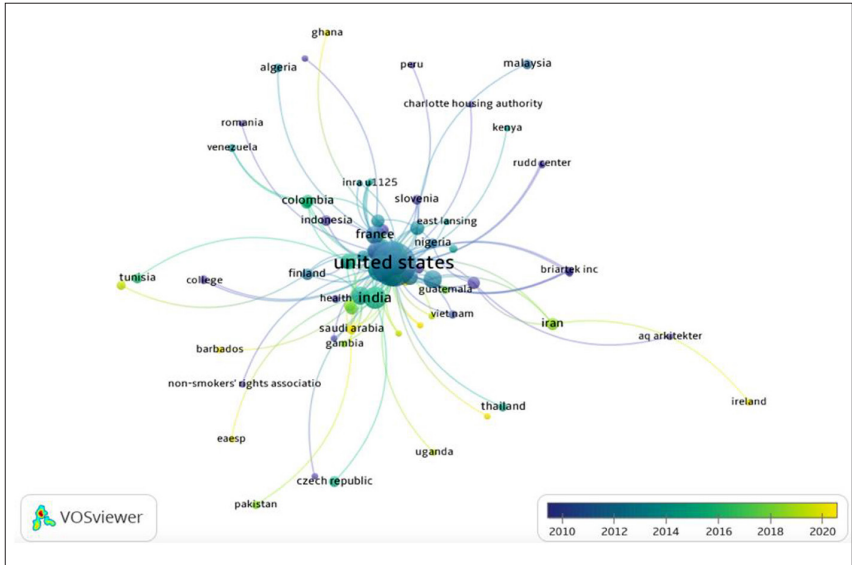 ghana
algeria
peru
malaysia
charlotte housing authority
romania
kenya
venezuela
rudd center
inra u1125
colombia
slovenia
indonesia
east lansing
france
nigeria
united states
tunisia
college
finland
briartek inc
guatemala
health
india
viet nam
iran
saudi arabia
gambia
aq arkitekter
barbados
non-smokers' rights associatio
ireland
thailand
eaesp
uganda
czech republic
pakistan
VOSviewer
2010 2012 2014 2016 2018 2020